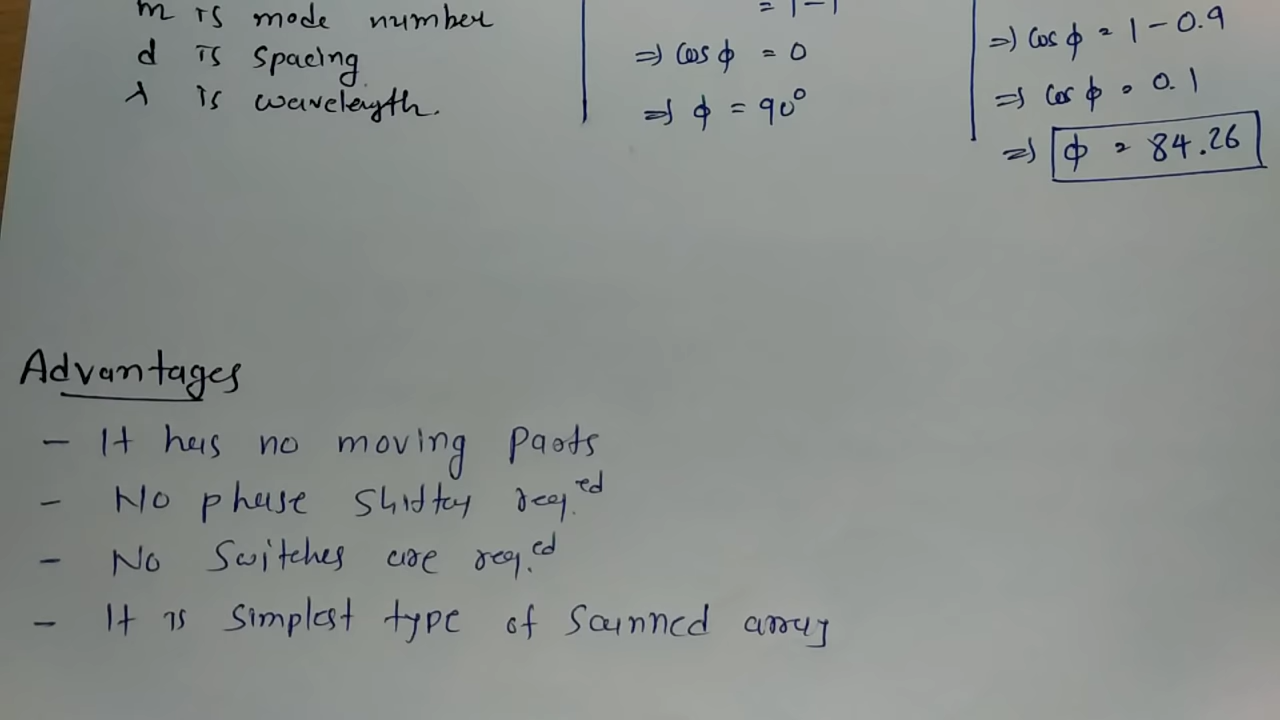 m is mode number
d is spacing
λ is wavelength.
= 1-1
=> cos ϕ = 0
=> ϕ = 90°
=> cos ϕ = 1 - 0.9
=> cos ϕ = 0.1
=> ϕ = 84.26
Advantages
- It has no moving parts
- No phase shifter req.ed
- No switches are req.ed
- It is simplest type of scanned array